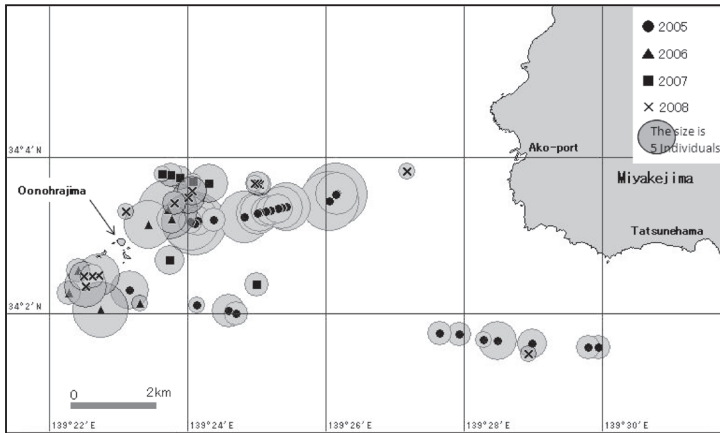 2005
2006
2007
2008
The size is
5 Individuals
34°4′N
Ako-port
Miyakejima
Oonohrajima
Tatsunehama
34°2′N
0 2km
139°22′E 139°24′E 139°26′E 139°28′E 139°30′E